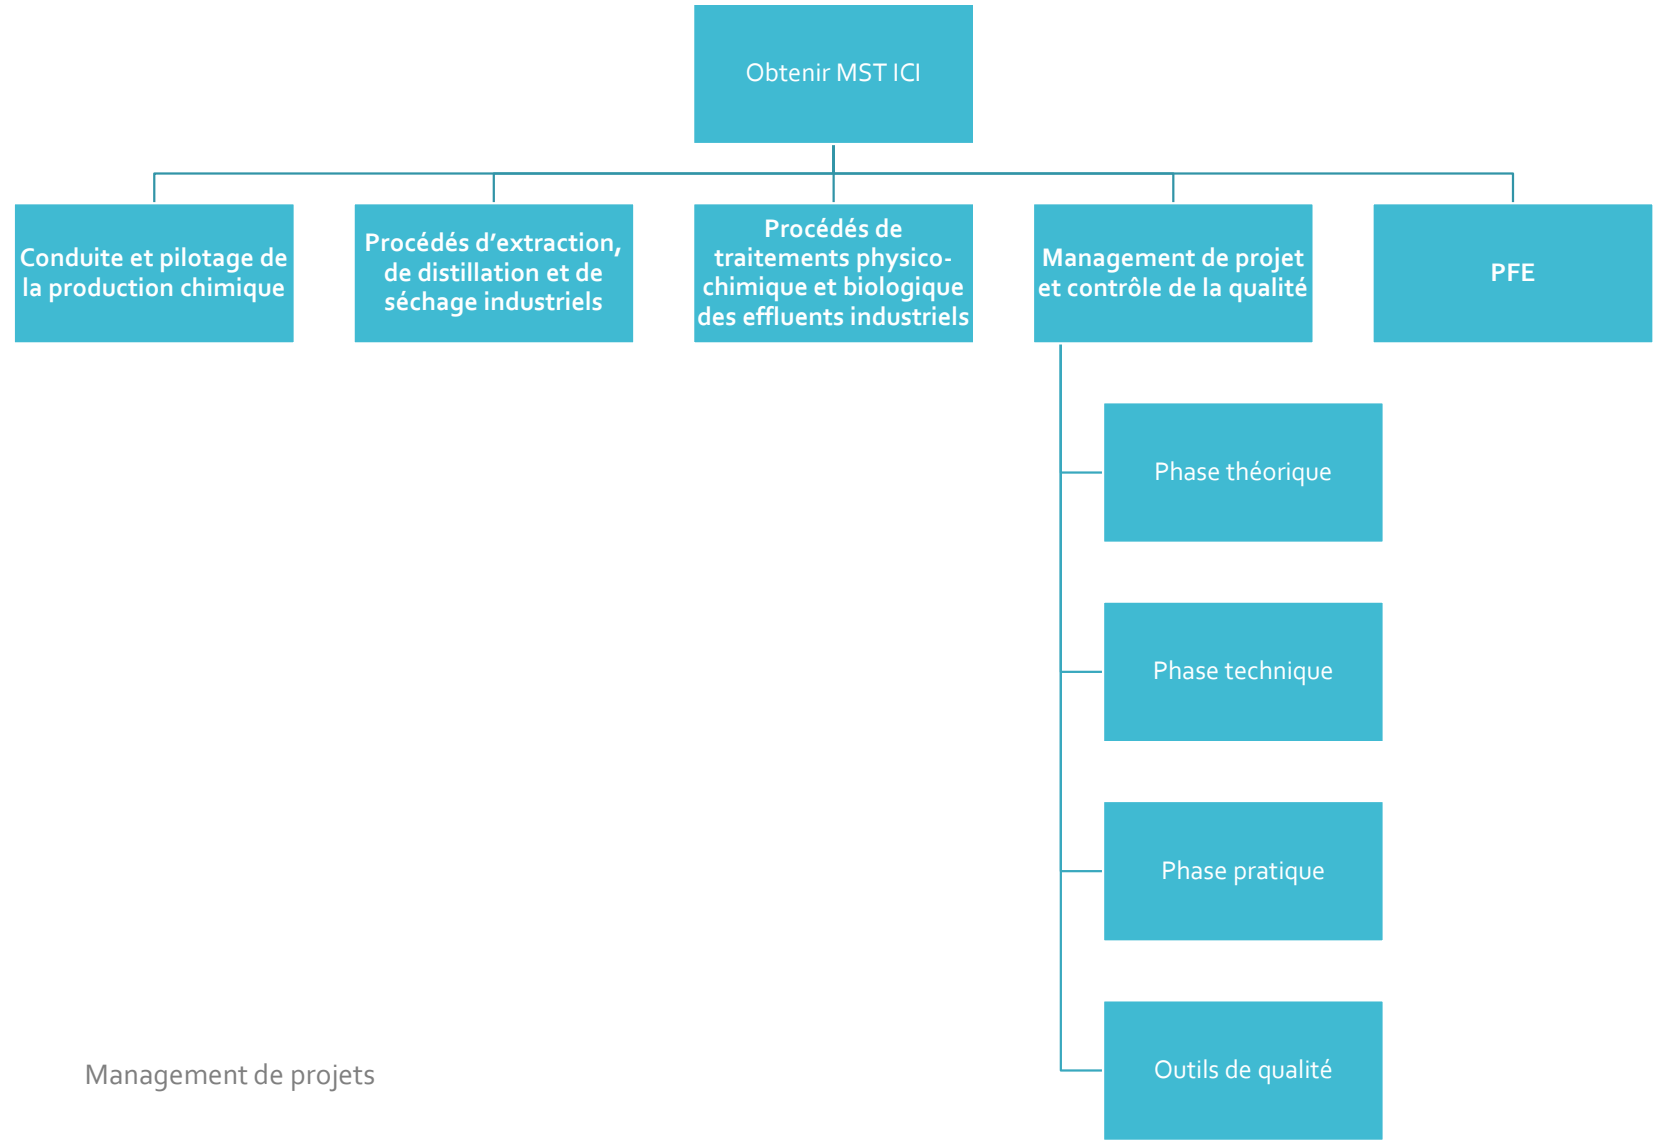 Obtenir MST ICI
Conduite et pilotage de
la production chimique
Procédés d’extraction,
de distillation et de
séchage industriels
Procédés de
traitements physico-
chimique et biologique
des effluents industriels
Management de projet
et contrôle de la qualité
PFE
Phase théorique
Phase technique
Phase pratique
Outils de qualité
Management de projets